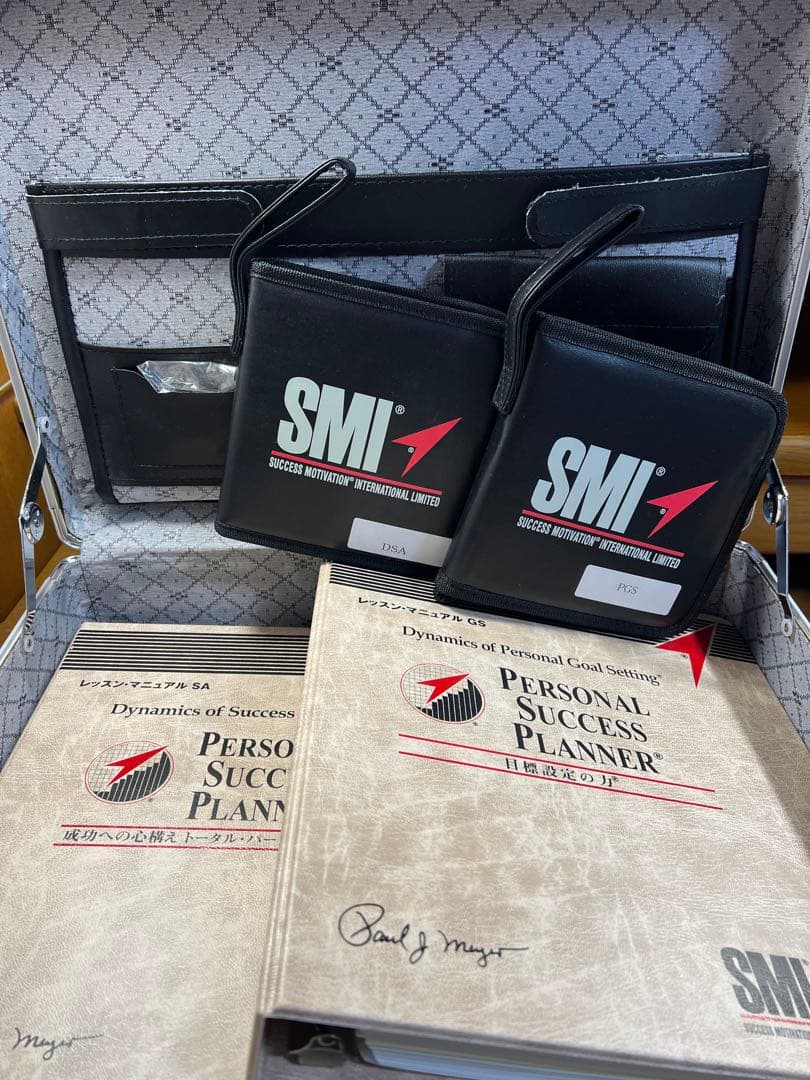 SMI®
SUCCESS MOTIVATION® INTERNATIONAL LIMITED
DSA
SMI®
SUCCESS MOTIVATION® INTERNATIONAL LIMITED
PGS
レッスン・マニュアル SA
Dynamics of Success
PERSO
SUCC
PLANN
成功への心構え トータル・パー
Meyer
レッスン・マニュアル GS
Dynamics of Personal Goal Setting®
PERSONAL
SUCCESS
PLANNER®
目標設定の力®
Paul J. Meyer
SMI
SUCCESS MOTIVA